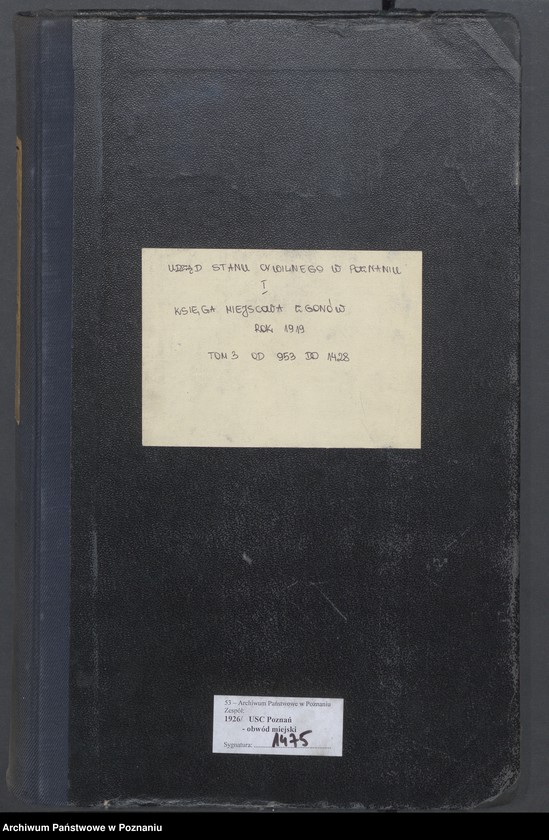 URZĄD STANU CYWILNEGO W POZNANIU
I
KSIĘGA MIEJSCOWA ZGONÓW
ROK 1919
TOM 3 OD 953 DO 1428
53 – Archiwum Państwowe w Poznaniu
Zespół:
1926/ USC Poznań
- obwód miejski
Sygnatura: 1475
Archiwum Państwowe w Poznaniu